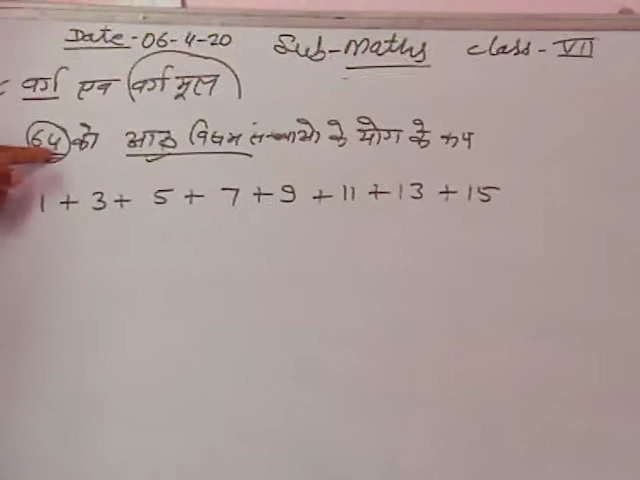 Date-06-4-20 Sub-Maths class-VII
वर्ग एवं वर्ग मूल
64 को आठ विषम संख्याओ के योग के रूप
1 + 3 + 5 + 7 + 9 + 11 + 13 + 15